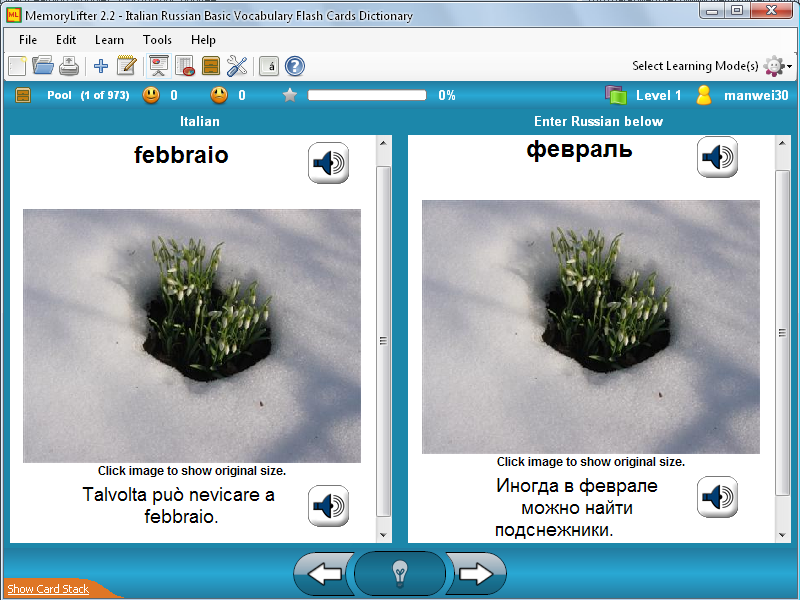 MemoryLifter 2.2 - Italian Russian Basic Vocabulary Flash Cards Dictionary
File Edit Learn Tools Help
á ? Select Learning Mode(s)
Pool (1 of 973) 0 0 0% Level 1 manwei30
Italian
Enter Russian below
febbraio
Click image to show original size.
Talvolta può nevicare a
febbraio.
февраль
Click image to show original size.
Иногда в феврале
можно найти
подснежники.
Show Card Stack